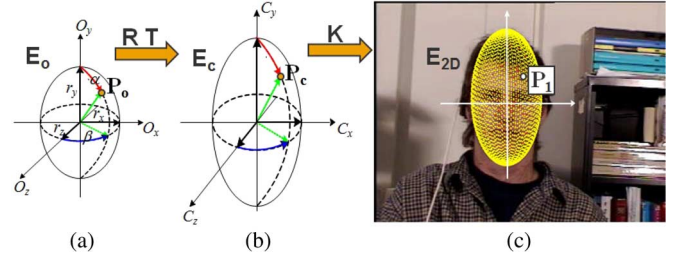 O_y
R T
C_y
K
E_o
α
P_o
r_y
r_x
r_z
β
O_x
O_z
E_c
P_c
C_x
C_z
E_2D
P_1
(a)
(b)
(c)